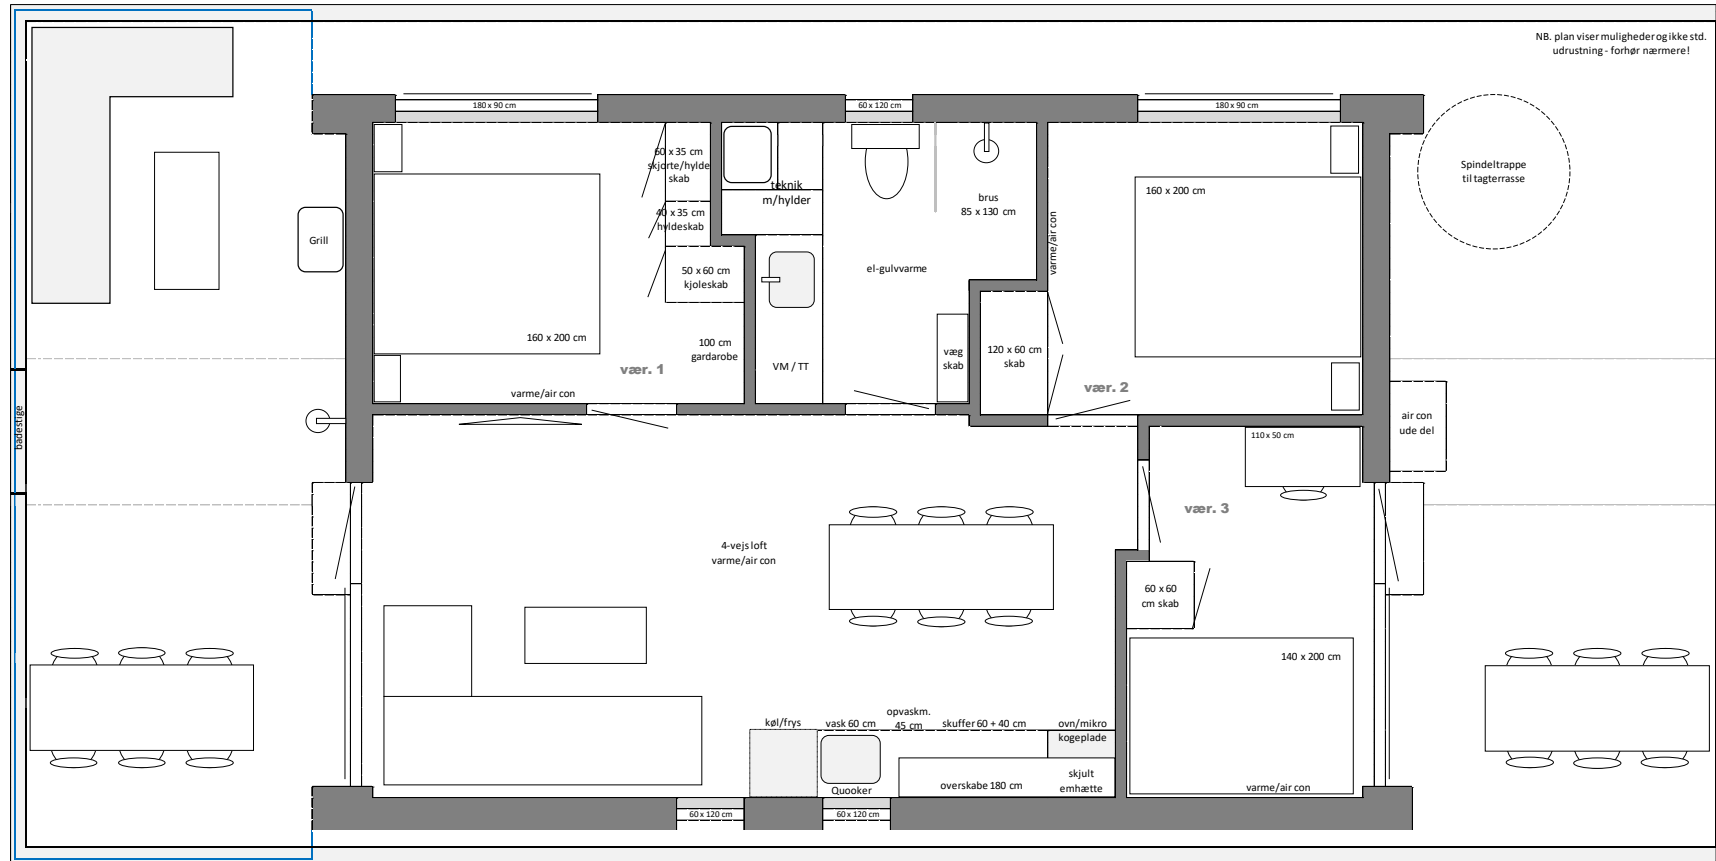 NB. plan viser muligheder og ikke std.
udrustning - forhør nærmere!
180 x 90 cm
60 x 120 cm
180 x 90 cm
60 x 35 cm
skjorte/hylde
skab
40 x 35 cm
hyldeskab
50 x 60 cm
kjoleskab
100 cm
gardarobe
160 x 200 cm
vær. 1
varme/air con
teknik
m/hylder
VM / TT
brus
85 x 130 cm
el-gulvvarme
væg
skab
120 x 60 cm
skab
varme/air con
160 x 200 cm
vær. 2
Spindeltrappe
til tagterrasse
Grill
badestige
air con
ude del
110 x 50 cm
vær. 3
60 x 60
cm skab
140 x 200 cm
varme/air con
4-vejs loft
varme/air con
køl/frys
vask 60 cm
opvaskm.
45 cm
skuffer 60 + 40 cm
ovn/mikro
kogeplade
Quooker
overskabe 180 cm
skjult
emhætte
60 x 120 cm
60 x 120 cm